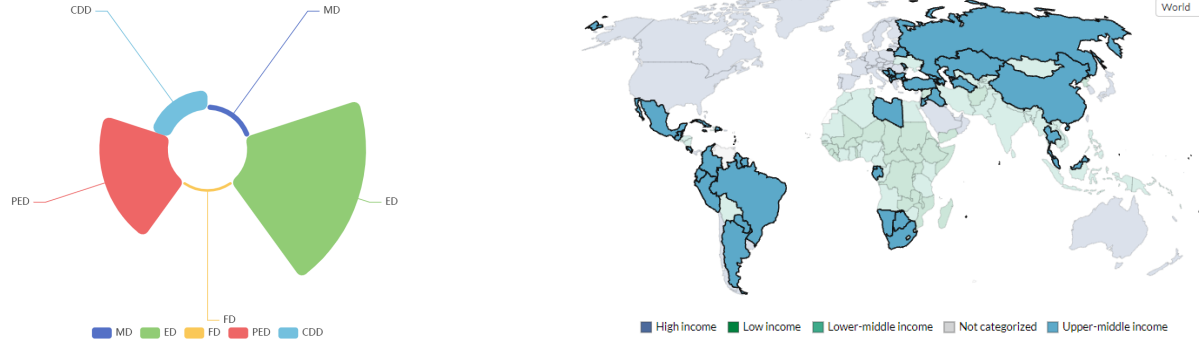 CDD
MD
World
PED
ED
FD
MD ED FD PED CDD
High income Low income Lower-middle income Not categorized Upper-middle income